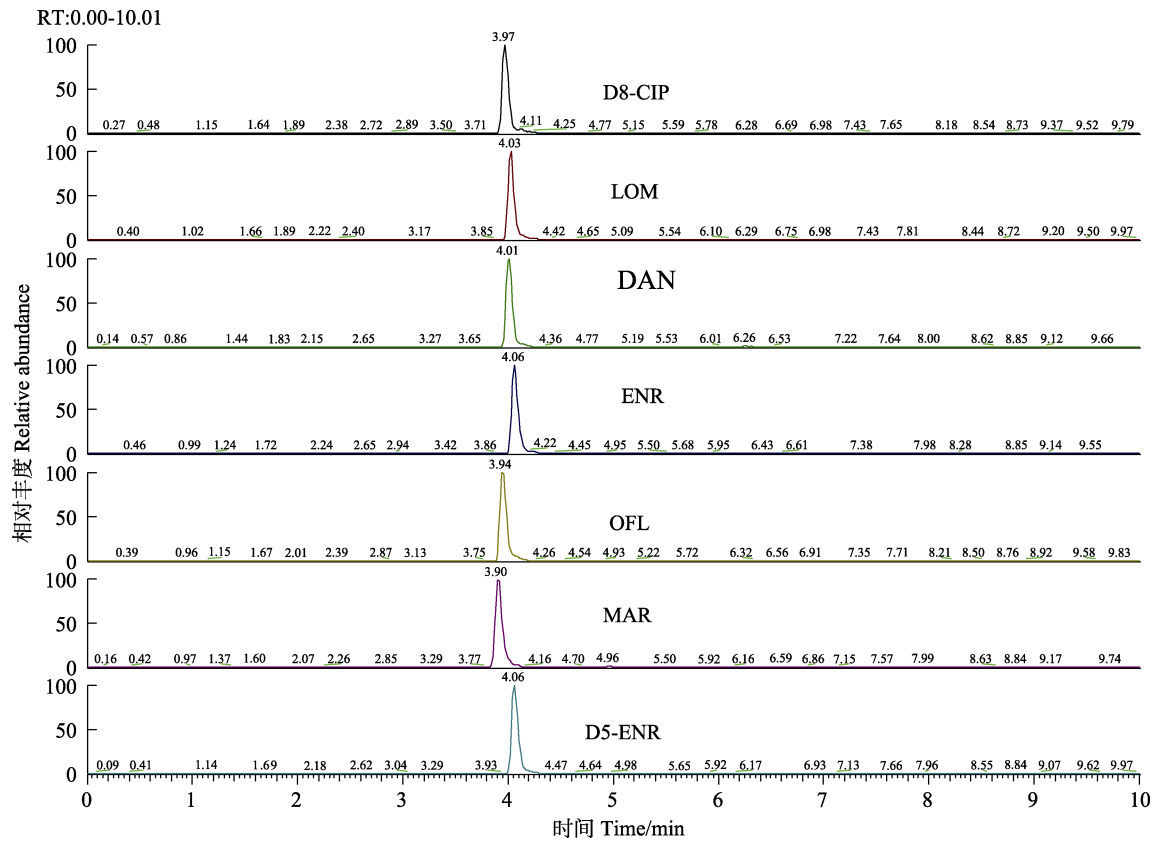 RT:0.00-10.01
3.97
100
50
0
D8-CIP
0.27 0.48 1.15 1.64 1.89 2.38 2.72 2.89 3.50 3.71 4.11 4.25 4.77 5.15 5.59 5.78 6.28 6.69 6.98 7.43 7.65 8.18 8.54 8.73 9.37 9.52 9.79
4.03
100
50
0
LOM
0.40 1.02 1.66 1.89 2.22 2.40 3.17 3.85 4.42 4.65 5.09 5.54 6.10 6.29 6.75 6.98 7.43 7.81 8.44 8.72 9.20 9.50 9.97
4.01
100
50
0
DAN
0.14 0.57 0.86 1.44 1.83 2.15 2.65 3.27 3.65 4.36 4.77 5.19 5.53 6.01 6.26 6.53 7.22 7.64 8.00 8.62 8.85 9.12 9.66
4.06
100
50
0
ENR
0.46 0.99 1.24 1.72 2.24 2.65 2.94 3.42 3.86 4.22 4.45 4.95 5.50 5.68 5.95 6.43 6.61 7.38 7.98 8.28 8.85 9.14 9.55
3.94
100
50
0
OFL
0.39 0.96 1.15 1.67 2.01 2.39 2.87 3.13 3.75 4.26 4.54 4.93 5.22 5.72 6.32 6.56 6.91 7.35 7.71 8.21 8.50 8.76 8.92 9.58 9.83
3.90
100
50
0
MAR
0.16 0.42 0.97 1.37 1.60 2.07 2.26 2.85 3.29 3.77 4.16 4.70 4.96 5.50 5.92 6.16 6.59 6.86 7.15 7.57 7.99 8.63 8.84 9.17 9.74
4.06
100
50
0
D5-ENR
0.09 0.41 1.14 1.69 2.18 2.62 3.04 3.29 3.93 4.47 4.64 4.98 5.65 5.92 6.17 6.93 7.13 7.66 7.96 8.55 8.84 9.07 9.62 9.97
0 1 2 3 4 5 6 7 8 9 10
时间 Time/min
相对丰度 Relative abundance